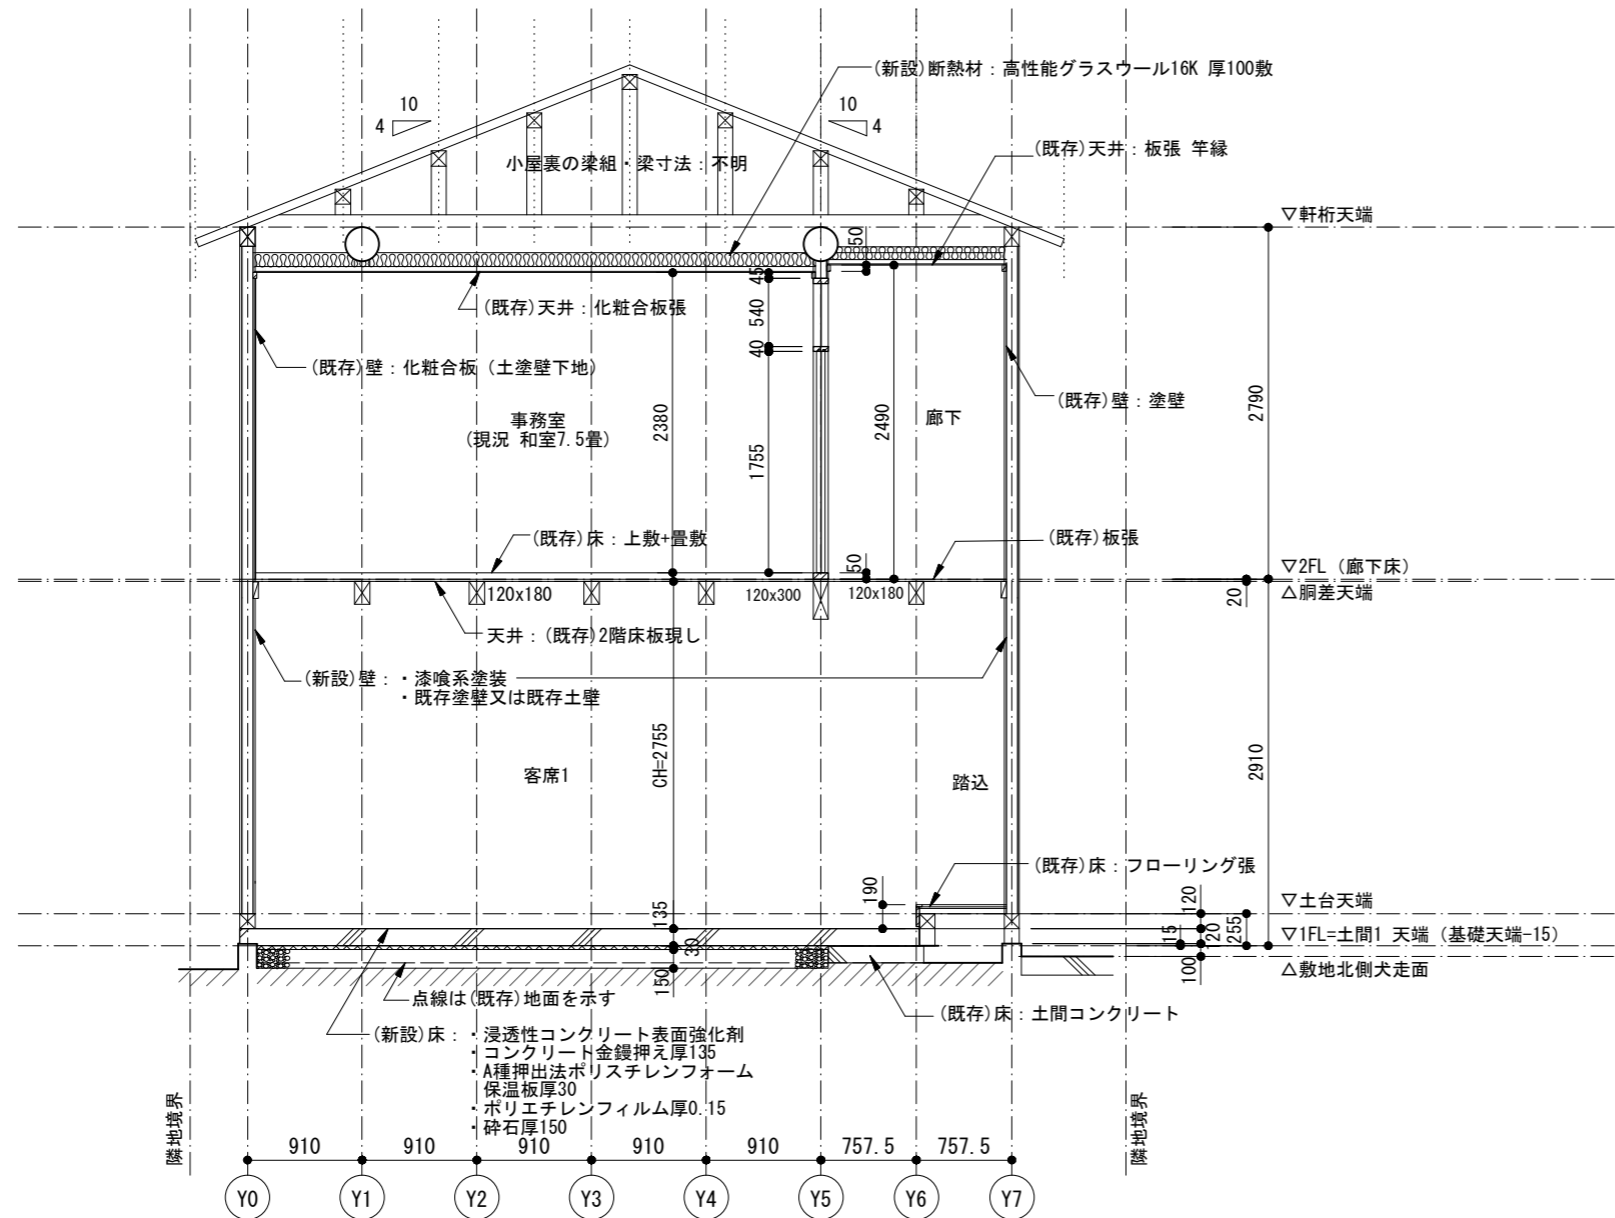 (新設)断熱材：高性能グラスウール16K 厚100敷
10
4
10
4
(既存)天井：板張 竿縁
小屋裏の梁組・梁寸法：不明
▽軒桁天端
50
45
(既存)天井：化粧合板張
540
40
(既存)壁：化粧合板（土塗壁下地）
(既存)壁：塗壁
2790
事務室
(現況 和室7.5畳)
2380
2490
廊下
1755
(既存)床：上敷+畳敷
(既存)板張
50
▽2FL（廊下床）
20
△胴差天端
120x180
120x300
120x180
天井：(既存)2階床板現し
(新設)壁：・漆喰系塗装
・既存塗壁又は既存土壁
CH=2755
2910
客席1
踏込
(既存)床：フローリング張
190
135
120
▽土台天端
30
15
120
255
▽1FL=土間1 天端（基礎天端-15）
150
100
△敷地北側犬走面
点線は(既存)地面を示す
(既存)床：土間コンクリート
(新設)床：・浸透性コンクリート表面強化剤
・コンクリート金鏝押え厚135
・A種押出法ポリスチレンフォーム
保温板厚30
・ポリエチレンフィルム厚0.15
・砕石厚150
隣地境界
隣地境界
910 910 910 910 910 757.5 757.5
Y0 Y1 Y2 Y3 Y4 Y5 Y6 Y7